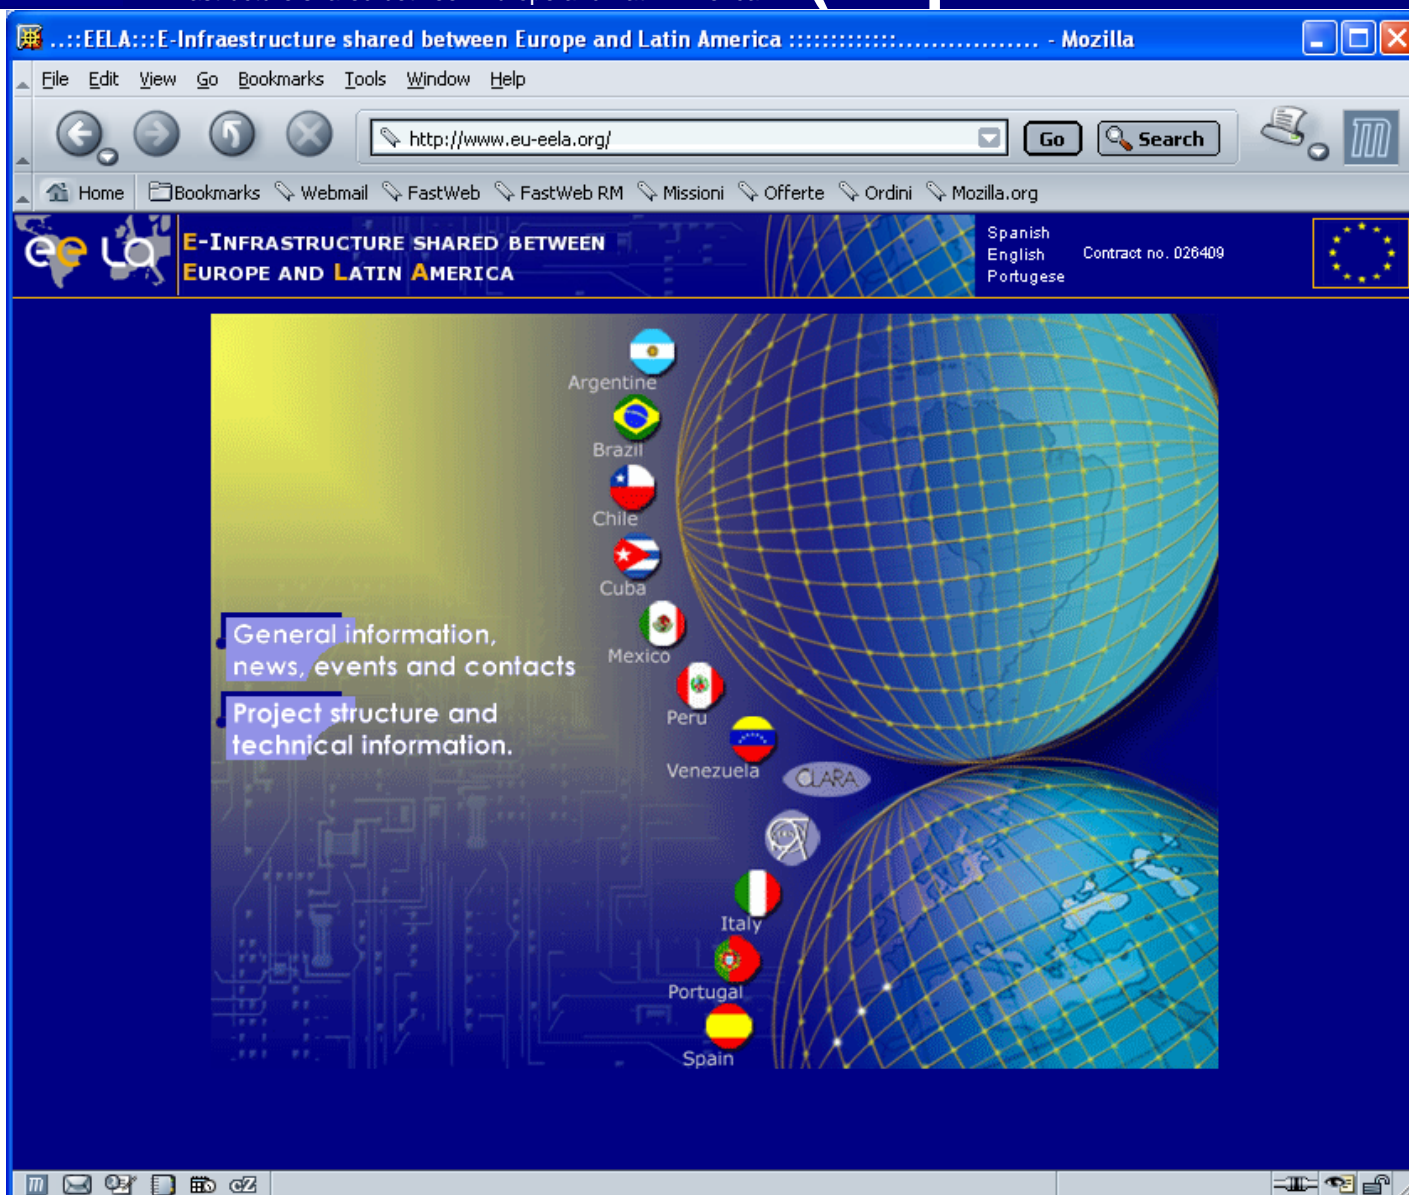 ..::EELA:::E-Infraestructure shared between Europe and Latin America :::::::::::::................. - Mozilla
File Edit View Go Bookmarks Tools Window Help
http://www.eu-eela.org/
Go
Search
Home Bookmarks Webmail FastWeb FastWeb RM Missioni Offerte Ordini Mozilla.org
eela
E-INFRASTRUCTURE SHARED BETWEEN
EUROPE AND LATIN AMERICA
Spanish
English
Portugese
Contract no. 026409
Argentine
Brazil
Chile
Cuba
Mexico
Peru
Venezuela
CLARA
General information,
news, events and contacts
Project structure and
technical information.
Italy
Portugal
Spain